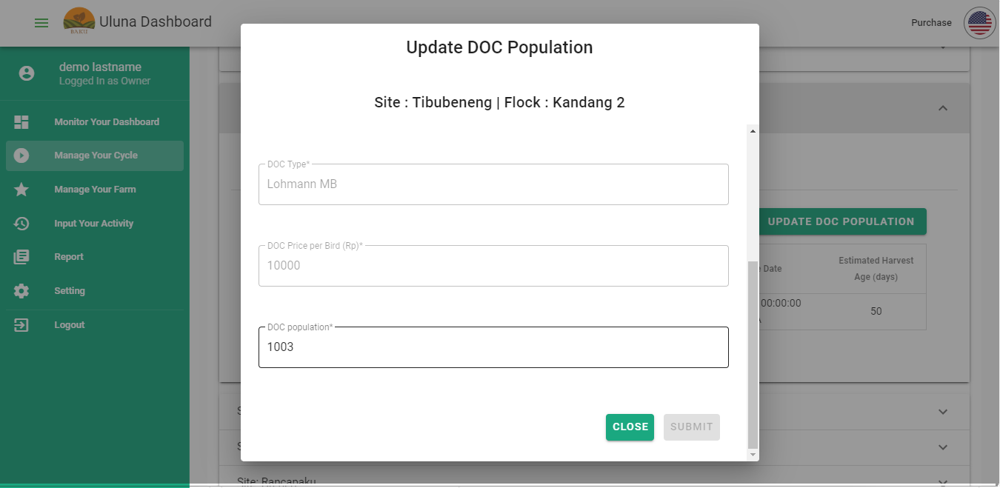 BAKU
Uluna Dashboard
Purchase
demo lastname
Logged In as Owner
Monitor Your Dashboard
Manage Your Cycle
Manage Your Farm
Input Your Activity
Report
Setting
Logout
Update DOC Population
Site : Tibubeneng | Flock : Kandang 2
DOC Type*
Lohmann MB
DOC Price per Bird (Rp)*
10000
DOC population*
1003
CLOSE
SUBMIT
UPDATE DOC POPULATION
Date
Estimated Harvest
Age (days)
00:00:00
50
Site: Rancapaku